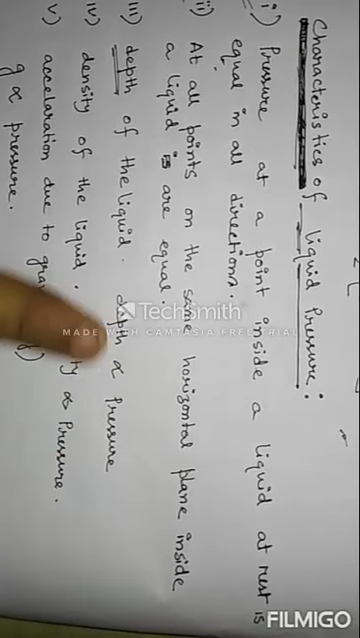 Characteristics of liquid Pressure:
i) Pressure at a point inside a liquid at rest is
equal in all directions.
ii) At all points on the same horizontal plane inside
a liquid are equal.
iii) depth of the liquid. depth ∝ pressure
iv) density of the liquid. ty ∝ Pressure.
v) accelaration due to gra
g ∝ pressure.
TechSmith
MADE WITH CAMTASIA FREE TRIAL
FILMIGO